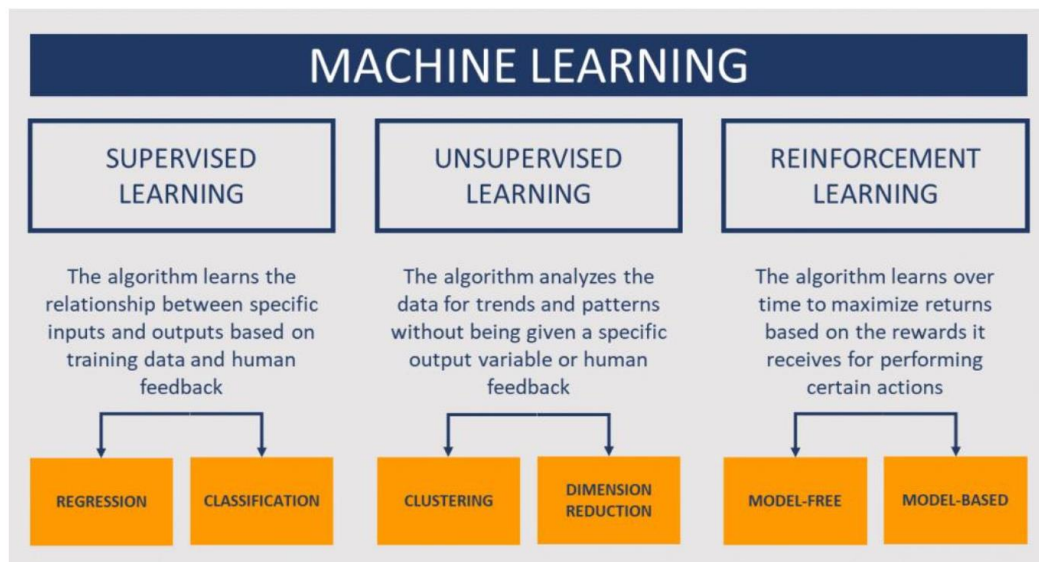 MACHINE LEARNING
SUPERVISED
LEARNING
The algorithm learns the
relationship between specific
inputs and outputs based on
training data and human
feedback
REGRESSION
CLASSIFICATION
UNSUPERVISED
LEARNING
The algorithm analyzes the
data for trends and patterns
without being given a specific
output variable or human
feedback
CLUSTERING
DIMENSION
REDUCTION
REINFORCEMENT
LEARNING
The algorithm learns over
time to maximize returns
based on the rewards it
receives for performing
certain actions
MODEL-FREE
MODEL-BASED